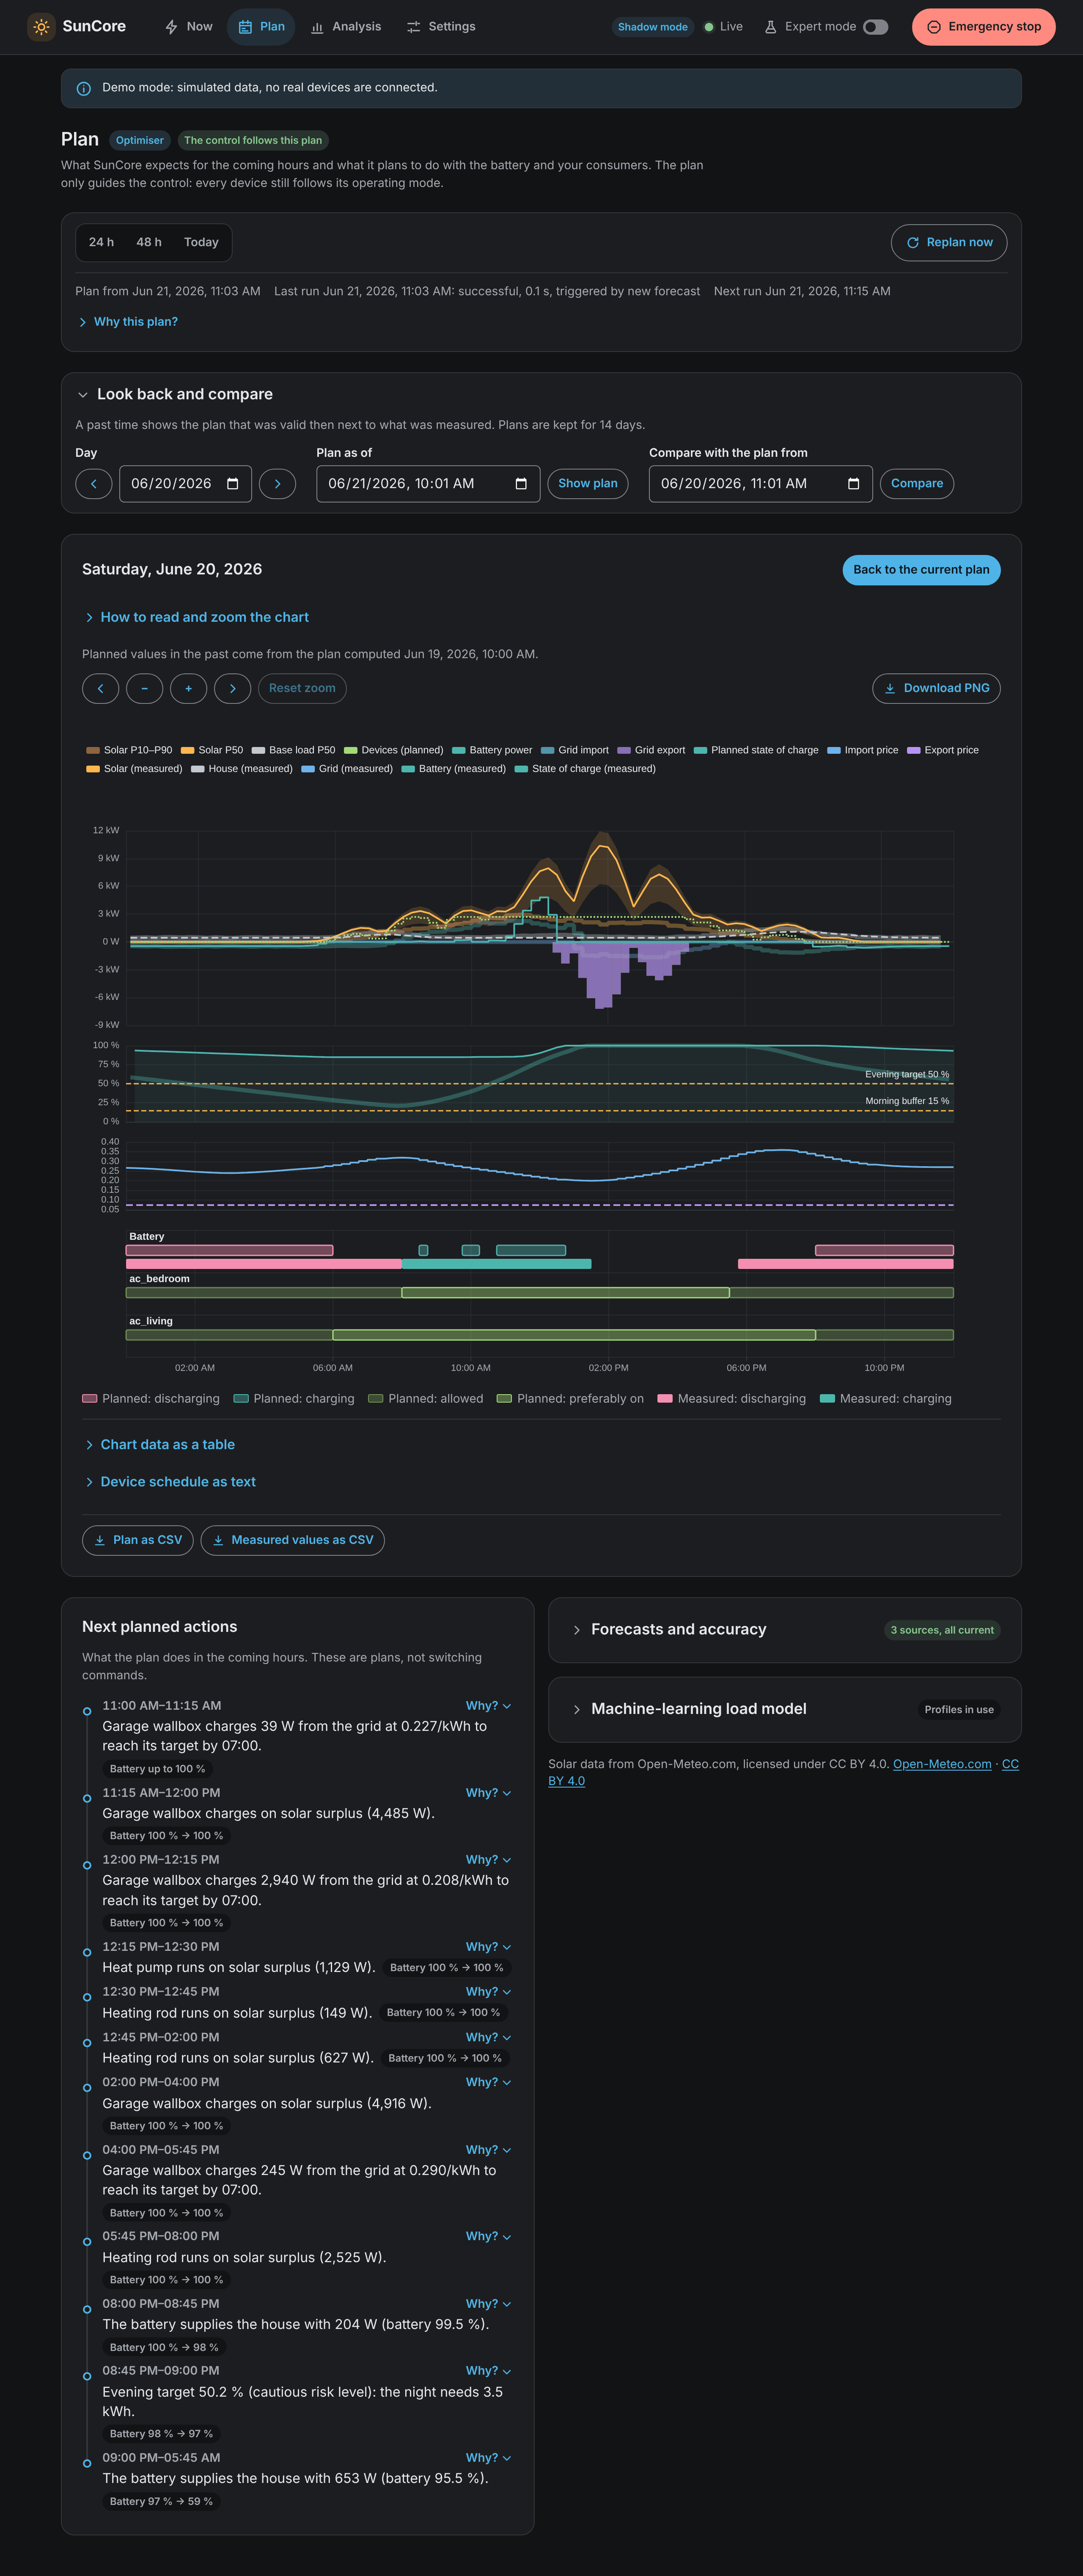 SunCore
Now
Plan
Analysis
Settings
Shadow mode
Live
Expert mode
Emergency stop
Demo mode: simulated data, no real devices are connected.
Plan
Optimiser
The control follows this plan
What SunCore expects for the coming hours and what it plans to do with the battery and your consumers. The plan
only guides the control: every device still follows its operating mode.
24 h
48 h
Today
Replan now
Plan from Jun 21, 2026, 11:03 AM
Last run Jun 21, 2026, 11:03 AM: successful, 0.1 s, triggered by new forecast
Next run Jun 21, 2026, 11:15 AM
Why this plan?
Look back and compare
A past time shows the plan that was valid then next to what was measured. Plans are kept for 14 days.
Day
Plan as of
Compare with the plan from
06/20/2026
06/21/2026, 10:01 AM
Show plan
06/20/2026, 11:01 AM
Compare
Saturday, June 20, 2026
Back to the current plan
How to read and zoom the chart
Planned values in the past come from the plan computed Jun 19, 2026, 10:00 AM.
−
+
Reset zoom
Download PNG
Solar P10–P90
Solar P50
Base load P50
Devices (planned)
Battery power
Grid import
Grid export
Planned state of charge
Import price
Export price
Solar (measured)
House (measured)
Grid (measured)
Battery (measured)
State of charge (measured)
12 kW
9 kW
6 kW
3 kW
0 W
-3 kW
-6 kW
-9 kW
100 %
75 %
50 %
25 %
0 %
Evening target 50 %
Morning buffer 15 %
0.40
0.35
0.30
0.25
0.20
0.15
0.10
0.05
Battery
ac_bedroom
ac_living
02:00 AM
06:00 AM
10:00 AM
02:00 PM
06:00 PM
10:00 PM
Planned: discharging
Planned: charging
Planned: allowed
Planned: preferably on
Measured: discharging
Measured: charging
Chart data as a table
Device schedule as text
Plan as CSV
Measured values as CSV
Next planned actions
What the plan does in the coming hours. These are plans, not switching
commands.
11:00 AM–11:15 AM
Why?
Garage wallbox charges 39 W from the grid at 0.227/kWh to
reach its target by 07:00.
Battery up to 100 %
11:15 AM–12:00 PM
Why?
Garage wallbox charges on solar surplus (4,485 W).
Battery 100 % → 100 %
12:00 PM–12:15 PM
Why?
Garage wallbox charges 2,940 W from the grid at 0.208/kWh to
reach its target by 07:00.
Battery 100 % → 100 %
12:15 PM–12:30 PM
Why?
Heat pump runs on solar surplus (1,129 W).
Battery 100 % → 100 %
12:30 PM–12:45 PM
Why?
Heating rod runs on solar surplus (149 W).
Battery 100 % → 100 %
12:45 PM–02:00 PM
Why?
Heating rod runs on solar surplus (627 W).
Battery 100 % → 100 %
02:00 PM–04:00 PM
Why?
Garage wallbox charges on solar surplus (4,916 W).
Battery 100 % → 100 %
04:00 PM–05:45 PM
Why?
Garage wallbox charges 245 W from the grid at 0.290/kWh to
reach its target by 07:00.
Battery 100 % → 100 %
05:45 PM–08:00 PM
Why?
Heating rod runs on solar surplus (2,525 W).
Battery 100 % → 100 %
08:00 PM–08:45 PM
Why?
The battery supplies the house with 204 W (battery 99.5 %).
Battery 100 % → 98 %
08:45 PM–09:00 PM
Why?
Evening target 50.2 % (cautious risk level): the night needs 3.5
kWh.
Battery 98 % → 97 %
09:00 PM–05:45 AM
Why?
The battery supplies the house with 653 W (battery 95.5 %).
Battery 97 % → 59 %
Forecasts and accuracy
3 sources, all current
Machine-learning load model
Profiles in use
Solar data from Open-Meteo.com, licensed under CC BY 4.0. Open-Meteo.com · CC
BY 4.0